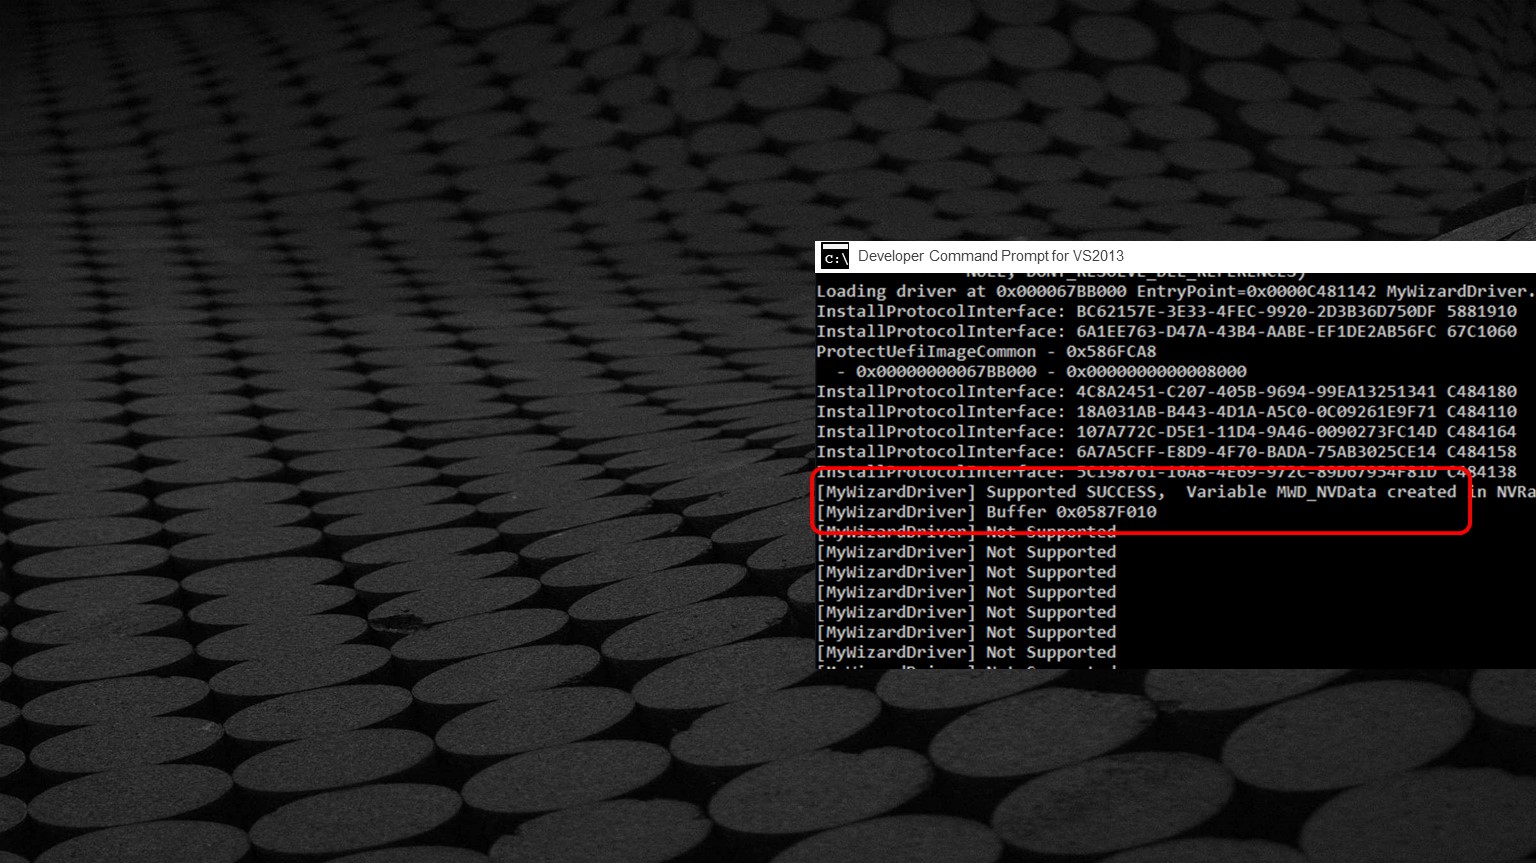 C:\ Developer Command Prompt for VS2013
NULL, DONT_RESOLVE_DLL_REFERENCES)
Loading driver at 0x000067BB000 EntryPoint=0x0000C481142 MyWizardDriver.
InstallProtocolInterface: BC62157E-3E33-4FEC-9920-2D3B36D750DF 5881910
InstallProtocolInterface: 6A1EE763-D47A-43B4-AABE-EF1DE2AB56FC 67C1060
ProtectUefiImageCommon - 0x586FCA8
- 0x00000000067BB000 - 0x0000000000008000
InstallProtocolInterface: 4C8A2451-C207-405B-9694-99EA13251341 C484180
InstallProtocolInterface: 18A031AB-B443-4D1A-A5C0-0C09261E9F71 C484110
InstallProtocolInterface: 107A772C-D5E1-11D4-9A46-0090273FC14D C484164
InstallProtocolInterface: 6A7A5CFF-E8D9-4F70-BADA-75AB3025CE14 C484158
InstallProtocolInterface: 5C198761-16A8-4E69-972C-89D67954F81D C484138
[MyWizardDriver] Supported SUCCESS, Variable MWD_NVData created in NVRa
[MyWizardDriver] Buffer 0x0587F010
[MyWizardDriver] Not Supported
[MyWizardDriver] Not Supported
[MyWizardDriver] Not Supported
[MyWizardDriver] Not Supported
[MyWizardDriver] Not Supported
[MyWizardDriver] Not Supported
[MyWizardDriver] Not Supported